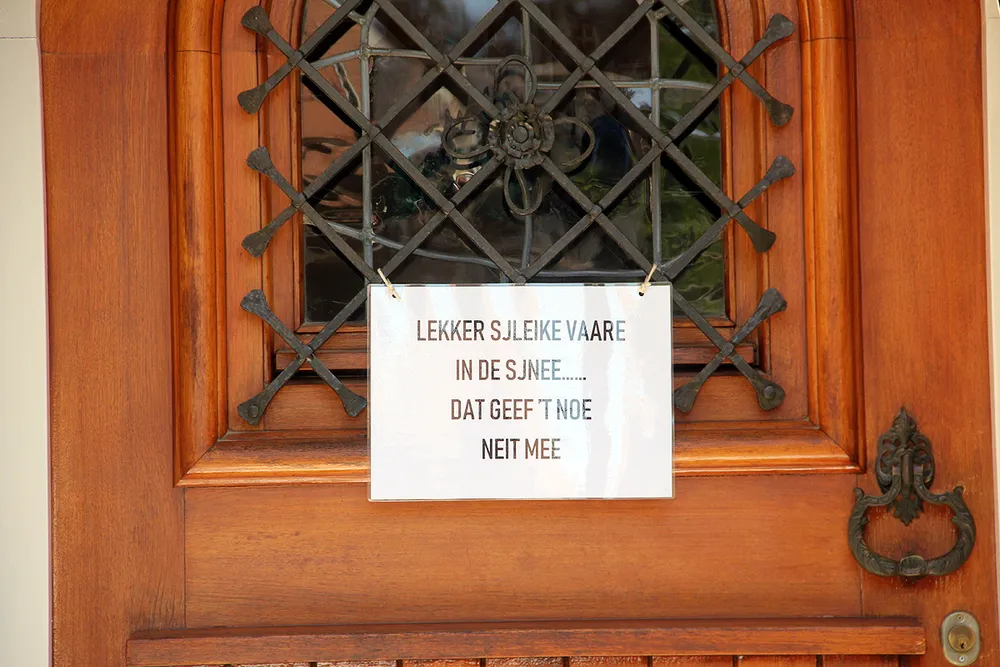 LEKKER SJLEIKE VAARE
IN DE SJNEE.....
DAT GEEF 'T NOE
NEIT MEE